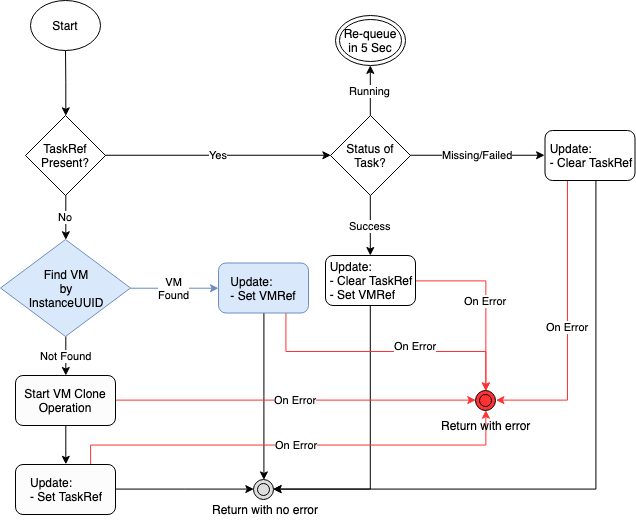 Start
Re-queue
in 5 Sec
Running
TaskRef
Present?
Yes
Status of
Task?
Missing/Failed
Update:
- Clear TaskRef
No
Success
Find VM
by
InstanceUUID
VM
Found
Update:
- Set VMRef
Update:
- Clear TaskRef
- Set VMRef
On Error
On Error
On Error
Not Found
Start VM Clone
Operation
On Error
Return with error
On Error
Update:
- Set TaskRef
Return with no error